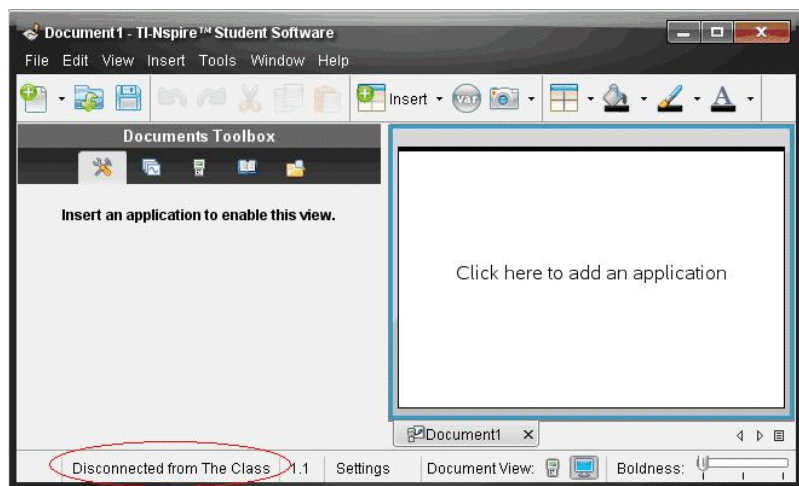 Document1 - TI-Nspire™ Student Software
File Edit View Insert Tools Window Help
Insert var A
Documents Toolbox
Insert an application to enable this view.
Click here to add an application
Document1
Disconnected from The Class 1.1 Settings Document View: Boldness: